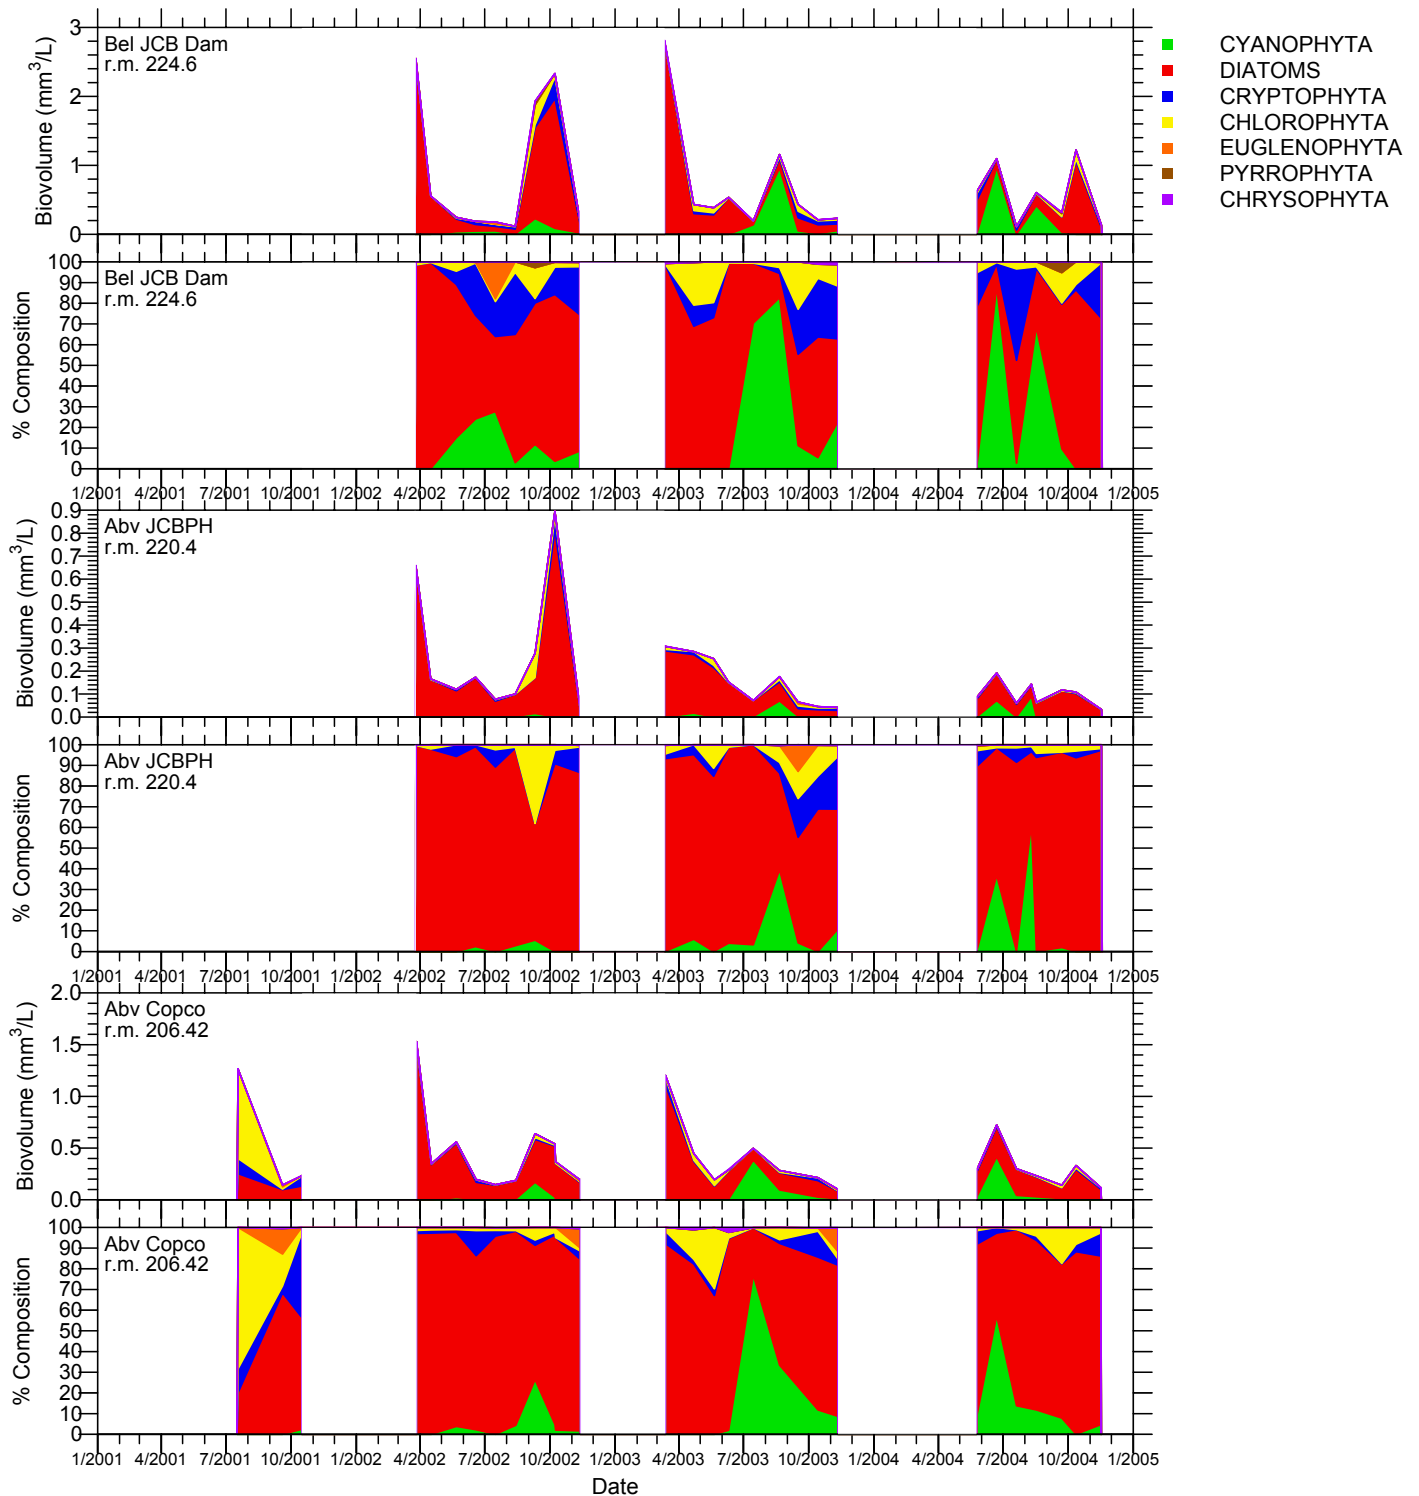 Bel JCB Dam
r.m. 224.6
Biovolume (mm³/L)
3
2
1
0
CYANOPHYTA
DIATOMS
CRYPTOPHYTA
CHLOROPHYTA
EUGLENOPHYTA
PYRROPHYTA
CHRYSOPHYTA
Bel JCB Dam
r.m. 224.6
% Composition
100
90
80
70
60
50
40
30
20
10
0
1/2001 4/2001 7/2001 10/2001 1/2002 4/2002 7/2002 10/2002 1/2003 4/2003 7/2003 10/2003 1/2004 4/2004 7/2004 10/2004 1/2005
Abv JCBPH
r.m. 220.4
Biovolume (mm³/L)
0.9
0.8
0.7
0.6
0.5
0.4
0.3
0.2
0.1
0.0
Abv JCBPH
r.m. 220.4
% Composition
100
90
80
70
60
50
40
30
20
10
0
1/2001 4/2001 7/2001 10/2001 1/2002 4/2002 7/2002 10/2002 1/2003 4/2003 7/2003 10/2003 1/2004 4/2004 7/2004 10/2004 1/2005
Abv Copco
r.m. 206.42
Biovolume (mm³/L)
2.0
1.5
1.0
0.5
0.0
Abv Copco
r.m. 206.42
% Composition
100
90
80
70
60
50
40
30
20
10
0
1/2001 4/2001 7/2001 10/2001 1/2002 4/2002 7/2002 10/2002 1/2003 4/2003 7/2003 10/2003 1/2004 4/2004 7/2004 10/2004 1/2005
Date